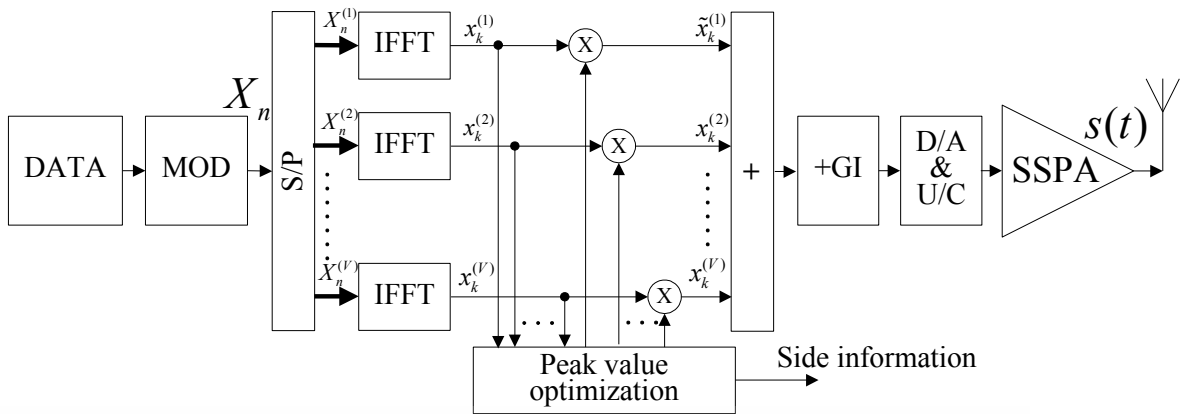 DATA
MOD
X_n
S/P
X_n^{(1)}
IFFT
x_k^{(1)}
X
\tilde{x}_k^{(1)}
X_n^{(2)}
IFFT
x_k^{(2)}
X
x_k^{(2)}
X_n^{(V)}
IFFT
x_k^{(V)}
X
x_k^{(V)}
+
+GI
D/A
&
U/C
SSPA
s(t)
Peak value
optimization
Side information